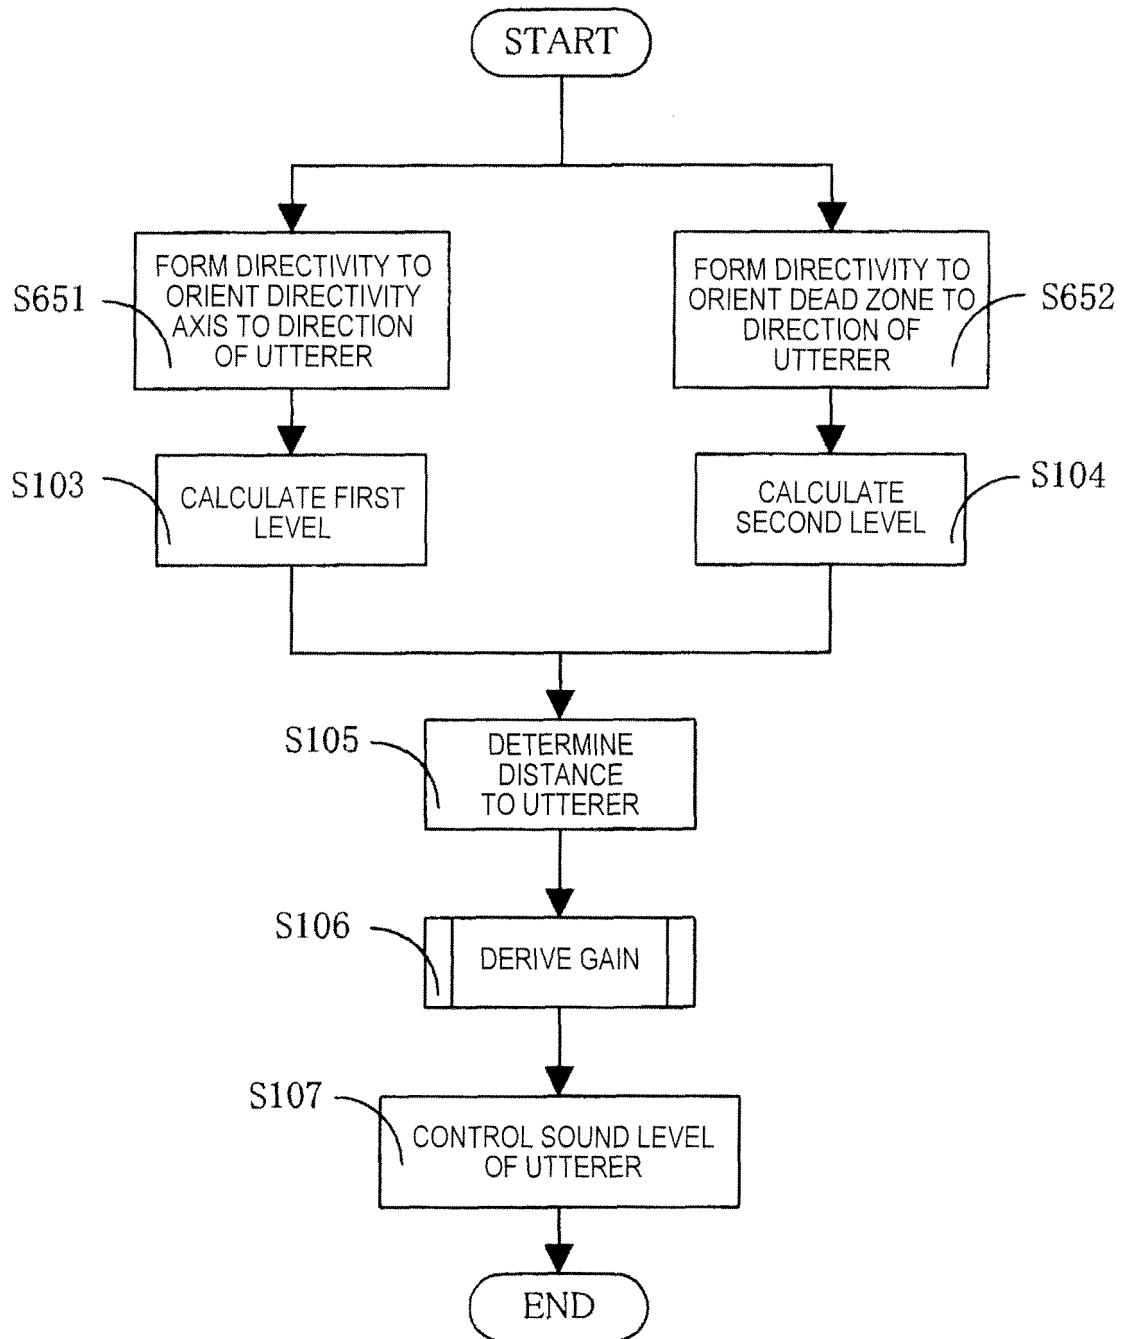 START
FORM DIRECTIVITY TO
ORIENT DIRECTIVITY
AXIS TO DIRECTION
OF UTTERER
S651
FORM DIRECTIVITY TO
ORIENT DEAD ZONE TO
DIRECTION OF
UTTERER
S652
S103
CALCULATE FIRST
LEVEL
CALCULATE
SECOND LEVEL
S104
S105
DETERMINE
DISTANCE
TO UTTERER
S106
DERIVE GAIN
S107
CONTROL SOUND LEVEL
OF UTTERER
END